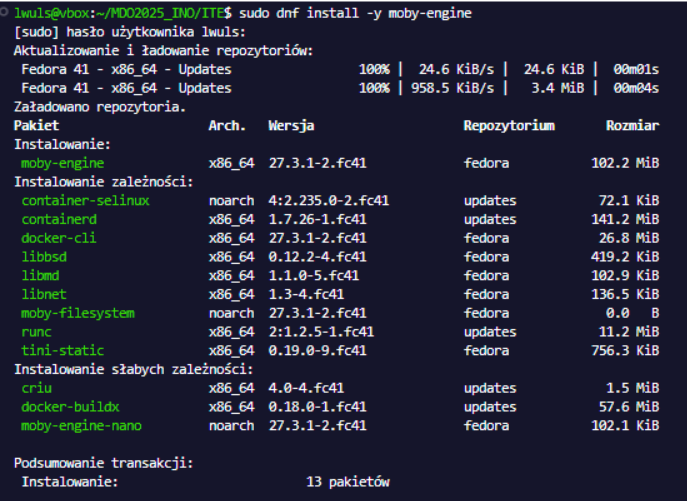 lwuls@vbox:~/MDO2025_INO/ITE$ sudo dnf install -y moby-engine
[sudo] hasło użytkownika lwuls:
Aktualizowanie i ładowanie repozytoriów:
Fedora 41 - x86_64 - Updates 100% | 24.6 KiB/s | 24.6 KiB | 00m01s
Fedora 41 - x86_64 - Updates 100% | 958.5 KiB/s | 3.4 MiB | 00m04s
Załadowano repozytoria.
Pakiet Arch. Wersja Repozytorium Rozmiar
Instalowanie:
moby-engine x86_64 27.3.1-2.fc41 fedora 102.2 MiB
Instalowanie zależności:
container-selinux noarch 4:2.235.0-2.fc41 updates 72.1 KiB
containerd x86_64 1.7.26-1.fc41 updates 141.2 MiB
docker-cli x86_64 27.3.1-2.fc41 fedora 26.8 MiB
libbsd x86_64 0.12.2-4.fc41 fedora 419.2 KiB
libmd x86_64 1.1.0-5.fc41 fedora 102.9 KiB
libnet x86_64 1.3-4.fc41 fedora 136.5 KiB
moby-filesystem noarch 27.3.1-2.fc41 fedora 0.0 B
runc x86_64 2:1.2.5-1.fc41 updates 11.2 MiB
tini-static x86_64 0.19.0-9.fc41 fedora 756.3 KiB
Instalowanie słabych zależności:
criu x86_64 4.0-4.fc41 updates 1.5 MiB
docker-buildx x86_64 0.18.0-1.fc41 updates 57.6 MiB
moby-engine-nano noarch 27.3.1-2.fc41 fedora 102.1 KiB
Podsumowanie transakcji:
Instalowanie: 13 pakietów